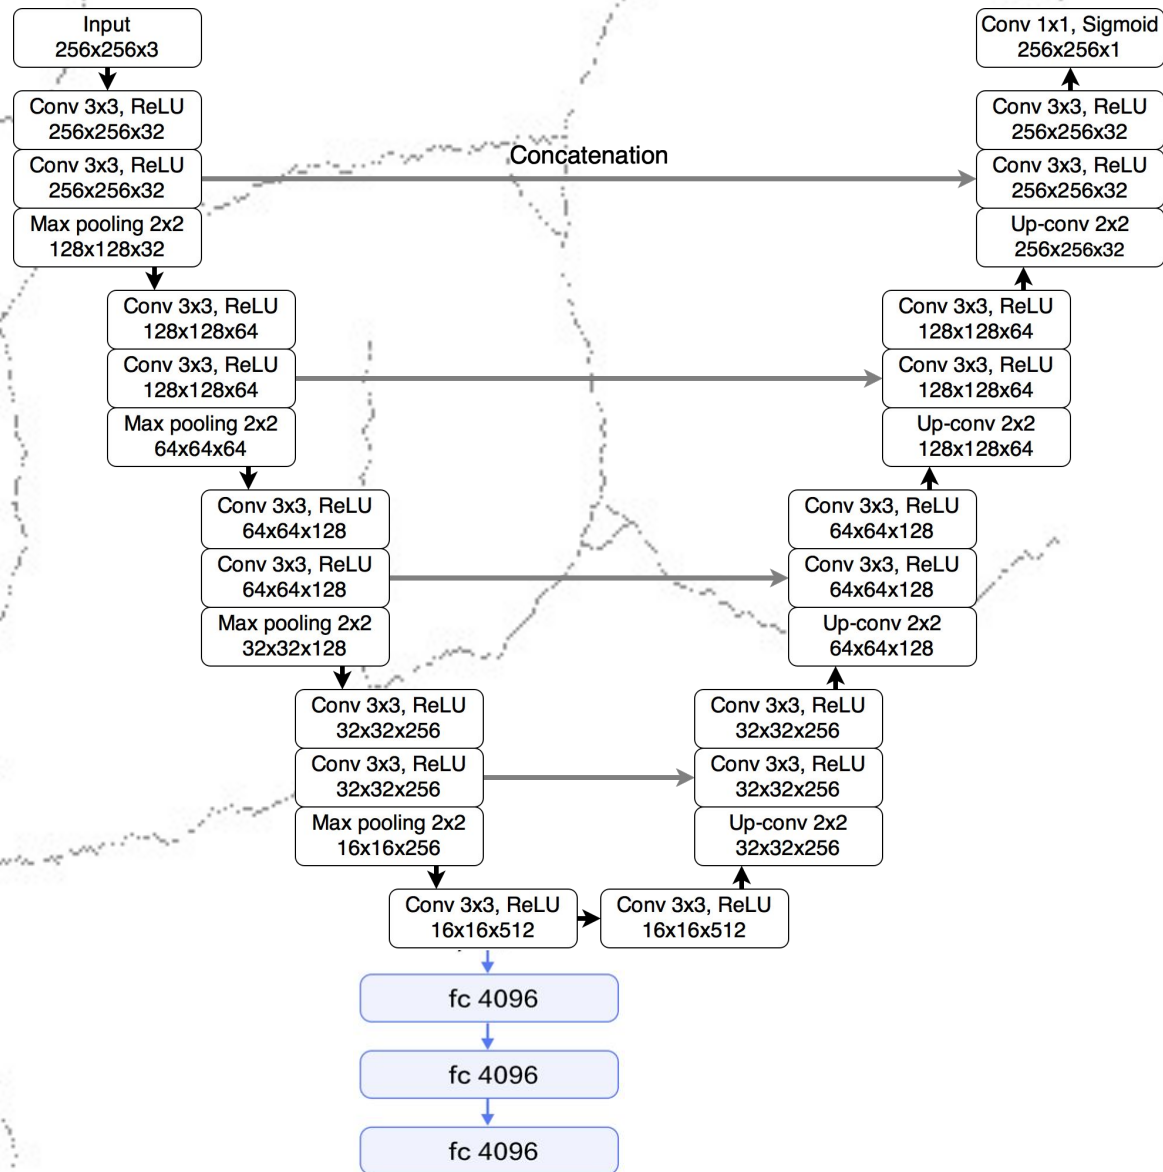 Input
256x256x3
Conv 3x3, ReLU
256x256x32
Conv 3x3, ReLU
256x256x32
Max pooling 2x2
128x128x32
Conv 3x3, ReLU
128x128x64
Conv 3x3, ReLU
128x128x64
Max pooling 2x2
64x64x64
Conv 3x3, ReLU
64x64x128
Conv 3x3, ReLU
64x64x128
Max pooling 2x2
32x32x128
Conv 3x3, ReLU
32x32x256
Conv 3x3, ReLU
32x32x256
Max pooling 2x2
16x16x256
Conv 3x3, ReLU
16x16x512
Conv 3x3, ReLU
16x16x512
fc 4096
fc 4096
fc 4096
Concatenation
Conv 1x1, Sigmoid
256x256x1
Conv 3x3, ReLU
256x256x32
Conv 3x3, ReLU
256x256x32
Up-conv 2x2
256x256x32
Conv 3x3, ReLU
128x128x64
Conv 3x3, ReLU
128x128x64
Up-conv 2x2
128x128x64
Conv 3x3, ReLU
64x64x128
Conv 3x3, ReLU
64x64x128
Up-conv 2x2
64x64x128
Conv 3x3, ReLU
32x32x256
Conv 3x3, ReLU
32x32x256
Up-conv 2x2
32x32x256